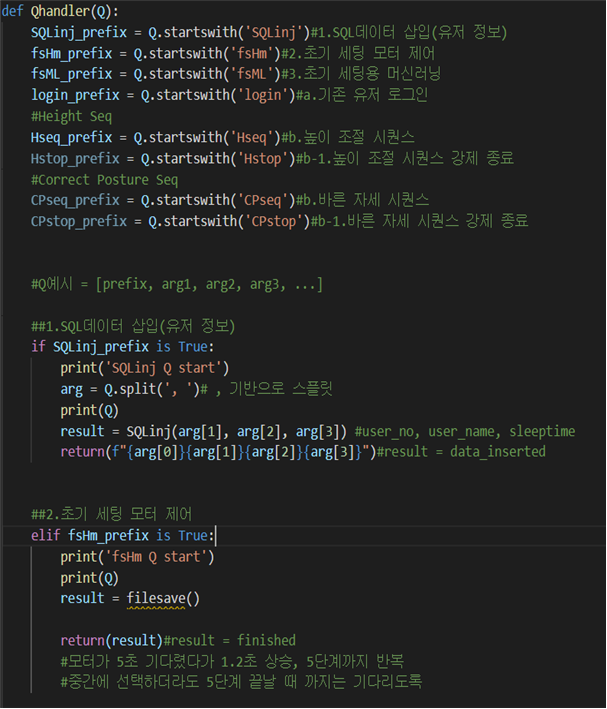 def Qhandler(Q):
SQLinj_prefix = Q.startswith('SQLinj')#1.SQL데이터 삽입(유저 정보)
fsHm_prefix = Q.startswith('fsHm')#2.초기 세팅 모터 제어
fsML_prefix = Q.startswith('fsML')#3.초기 세팅용 머신러닝
login_prefix = Q.startswith('login')#a.기존 유저 로그인
#Height Seq
Hseq_prefix = Q.startswith('Hseq')#b.높이 조절 시퀀스
Hstop_prefix = Q.startswith('Hstop')#b-1.높이 조절 시퀀스 강제 종료
#Correct Posture Seq
CPseq_prefix = Q.startswith('CPseq')#b.바른 자세 시퀀스
CPstop_prefix = Q.startswith('CPstop')#b-1.바른 자세 시퀀스 강제 종료
#Q예시 = [prefix, arg1, arg2, arg3, ...]
##1.SQL데이터 삽입(유저 정보)
if SQLinj_prefix is True:
print('SQLinj Q start')
arg = Q.split(', ')# , 기반으로 스플릿
print(Q)
result = SQLinj(arg[1], arg[2], arg[3]) #user_no, user_name, sleeptime
return(f"{arg[0]}{arg[1]}{arg[2]}{arg[3]}")#result = data_inserted
##2.초기 세팅 모터 제어
elif fsHm_prefix is True:
print('fsHm Q start')
print(Q)
result = filesave()
return(result)#result = finished
#모터가 5초 기다렸다가 1.2초 상승, 5단계까지 반복
#중간에 선택하더라도 5단계 끝날 때 까지는 기다리도록